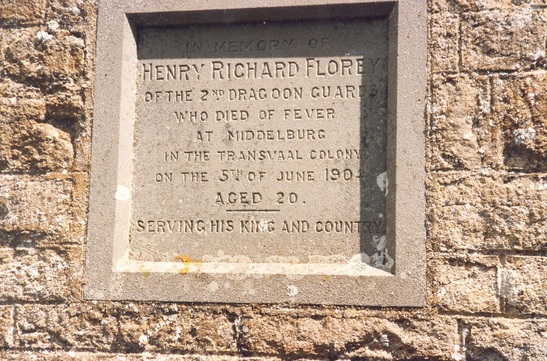 IN MEMORY OF
HENRY RICHARD FLOREY
OF THE 2ND DRAGOON GUARDS
WHO DIED OF FEVER
AT MIDDELBURG
IN THE TRANSVAAL COLONY
ON THE 5TH OF JUNE 1904
AGED 20.
SERVING HIS KING AND COUNTRY.